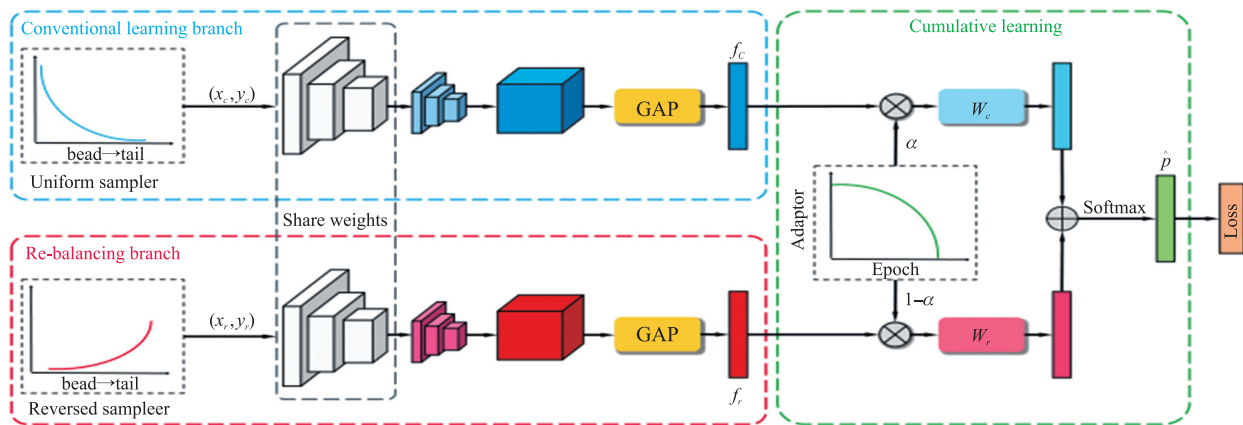 Conventional learning branch
bead→tail
Uniform sampler
(x_c, y_c)
GAP
f_C
Share weights
Re-balancing branch
bead→tail
Reversed sampleer
(x_r, y_r)
GAP
f_r
Cumulative learning
W_c
α
Adaptor
Epoch
1−α
W_r
Softmax
p̂
Loss